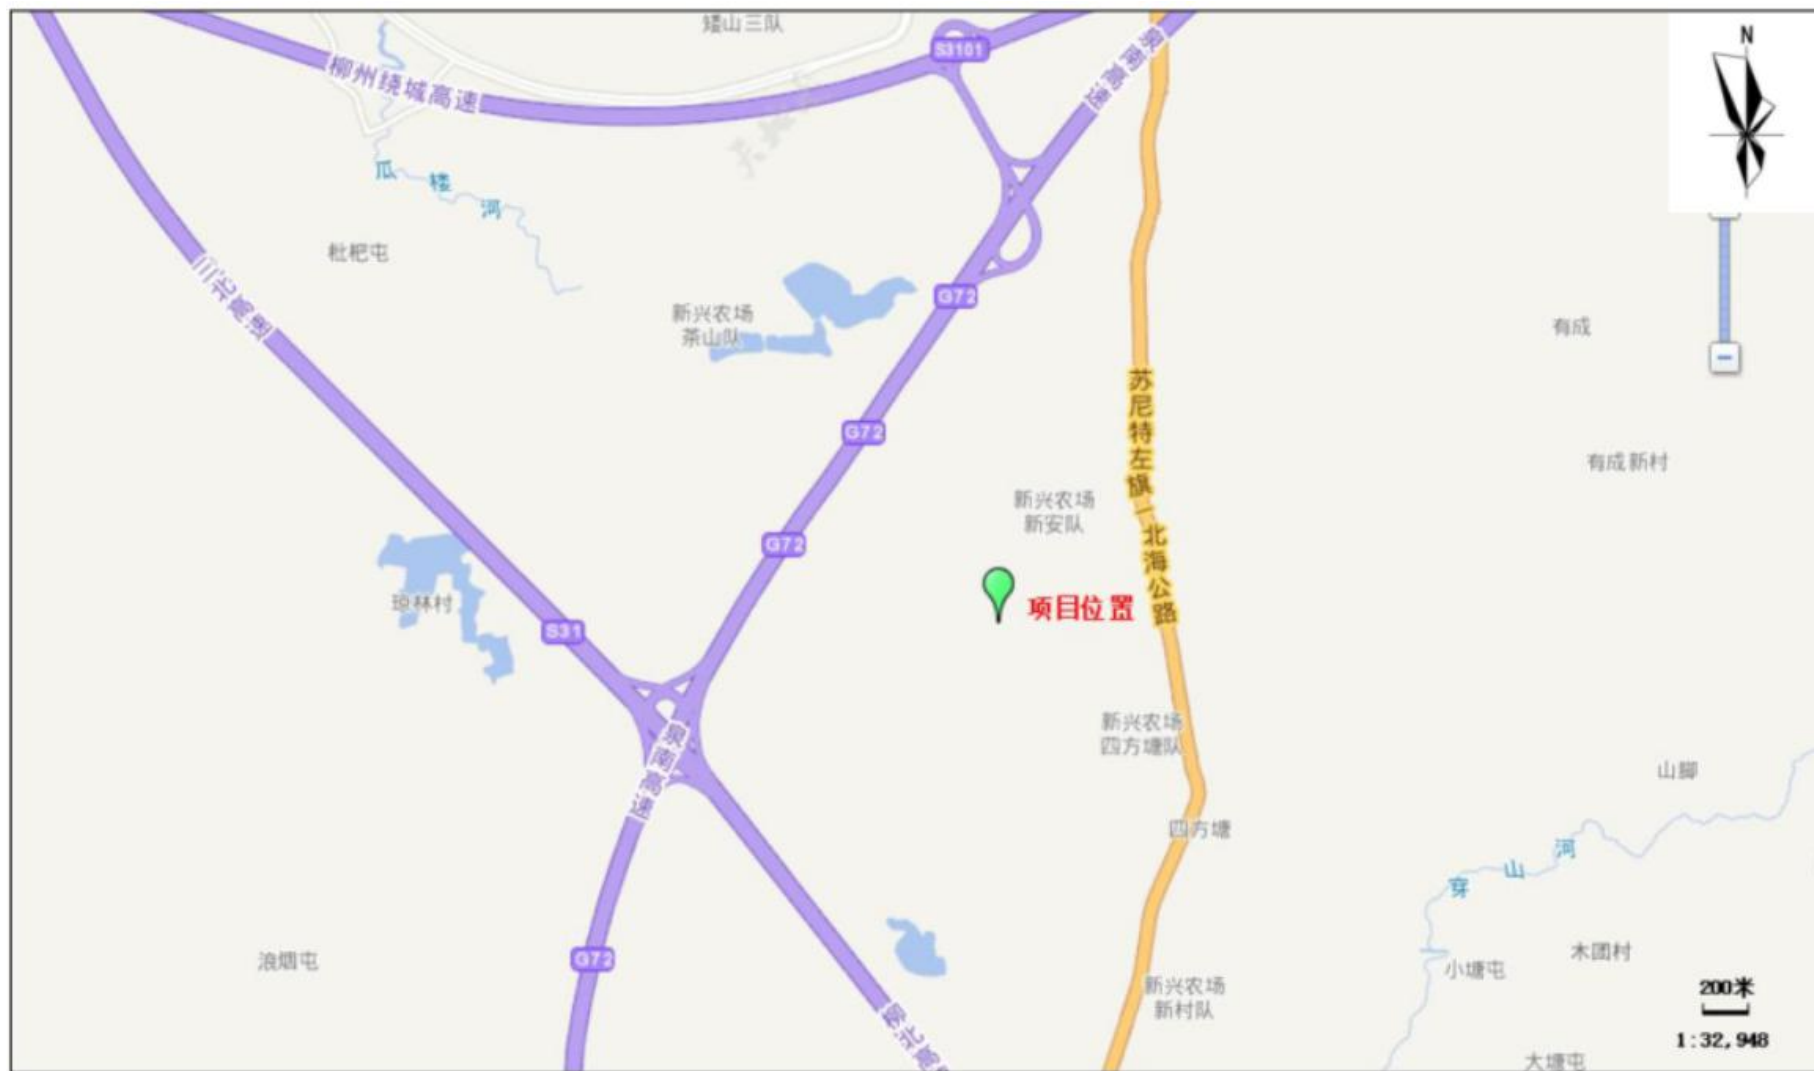 矮山三队
S3101
泉南高速
N
柳州绕城高速
瓜楼河
枇杷屯
三北高速
G72
新兴农场
茶山队
有成
苏尼特左旗—北海公路
G72
有成新村
新兴农场
新安队
G72
琼林村
项目位置
S31
新兴农场
四方塘队
泉南高速
山脚
四方塘
穿山河
木团村
浪烟屯
G72
小塘屯
新兴农场
新村队
200米
1:32,948
大塘屯